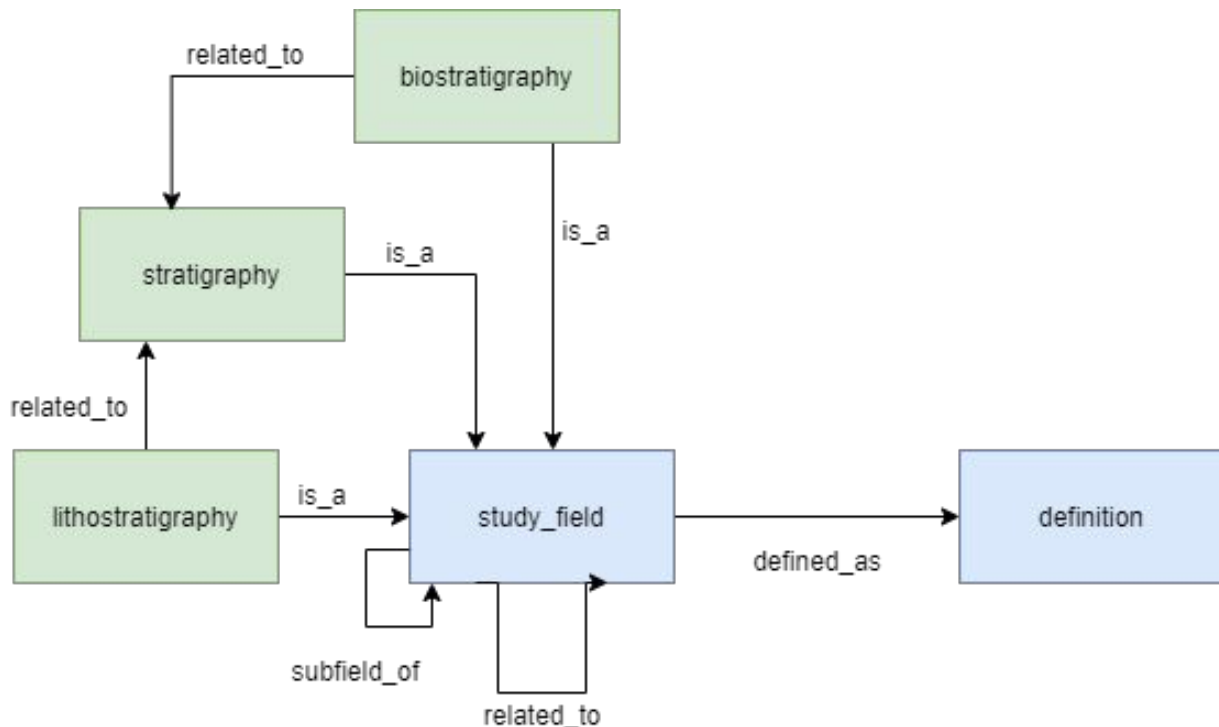 related_to
biostratigraphy
is_a
is_a
stratigraphy
related_to
lithostratigraphy
is_a
study_field
definition
defined_as
subfield_of
related_to